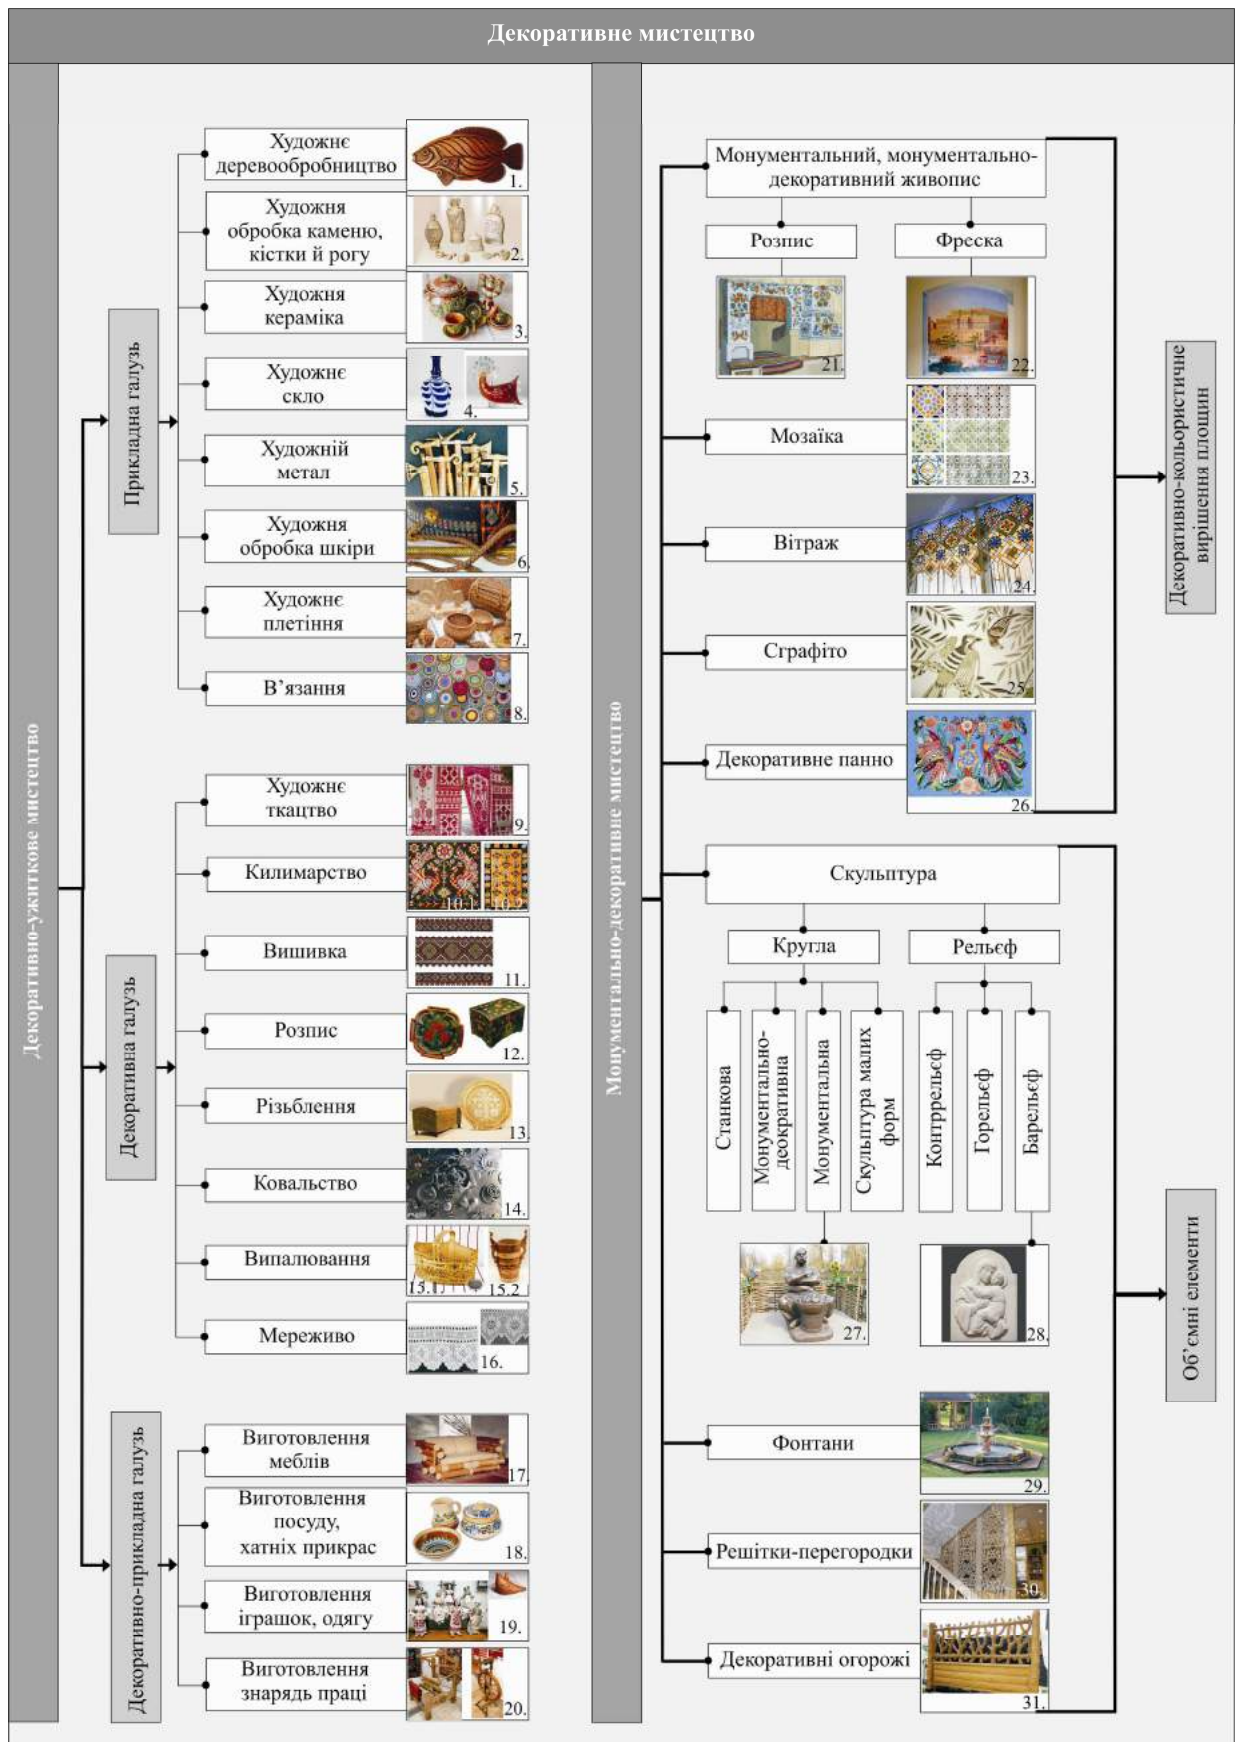 Декоративне мистецтво
Декоративно-ужиткове мистецтво
Прикладна галузь
Художнє
деревообробництво
1.
Художня
обробка каменю,
кістки й рогу
2.
Художня
кераміка
3.
Художнє
скло
4.
Художній
метал
5.
Художня
обробка шкіри
6.
Художнє
плетіння
7.
В’язання
8.
Декоративна галузь
Художнє
ткацтво
9.
Килимарство
10.1. 10.2.
Вишивка
11.
Розпис
12.
Різьблення
13.
Ковальство
14.
Випалювання
15.1. 15.2
Мереживо
16.
Декоративно-прикладна галузь
Виготовлення
меблів
17.
Виготовлення
посуду,
хатніх прикрас
18.
Виготовлення
іграшок, одягу
19.
Виготовлення
знарядь праці
20.
Монументально-декоративне мистецтво
Монументальний, монументально-
декоративний живопис
Розпис
Фреска
21.
22.
Мозаїка
23.
Вітраж
24.
Сграфіто
25.
Декоративне панно
26.
Декоративно-кольористичне
вирішення площин
Скульптура
Кругла
Рельєф
Станкова
Монументально-
деокративна
Монументальна
Скульптура малих
форм
Контррельєф
Горельєф
Барельєф
27.
28.
Фонтани
29.
Решітки-перегородки
30.
Декоративні огорожі
31.
Об’ємні елементи